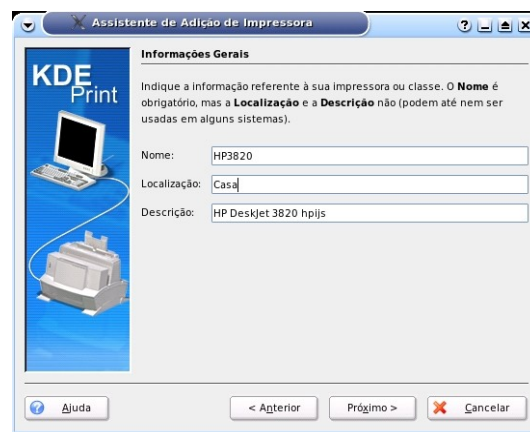 Assistente de Adição de Impressora
KDE
Print
Informações Gerais
Indique a informação referente à sua impressora ou classe. O Nome é
obrigatório, mas a Localização e a Descrição não (podem até nem ser
usadas em alguns sistemas).
Nome: HP3820
Localização: Casa
Descrição: HP DeskJet 3820 hpijs
Ajuda < Anterior Próximo > Cancelar